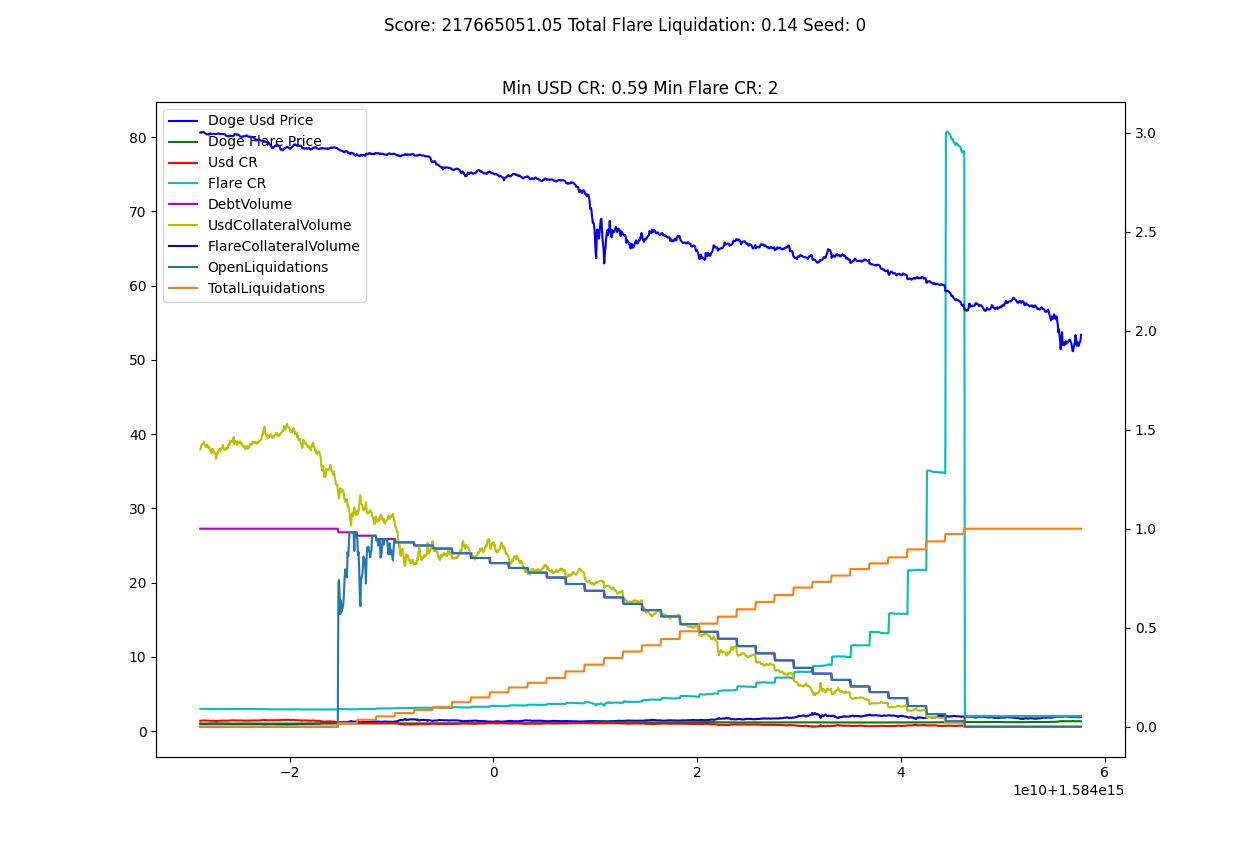 Score: 217665051.05 Total Flare Liquidation: 0.14 Seed: 0
Min USD CR: 0.59 Min Flare CR: 2
Doge Usd Price
Doge Flare Price
Usd CR
Flare CR
DebtVolume
UsdCollateralVolume
FlareCollateralVolume
OpenLiquidations
TotalLiquidations
80
70
60
50
40
30
20
10
0
3.0
2.5
2.0
1.5
1.0
0.5
0.0
−2 0 2 4 6
1e10+1.584e15